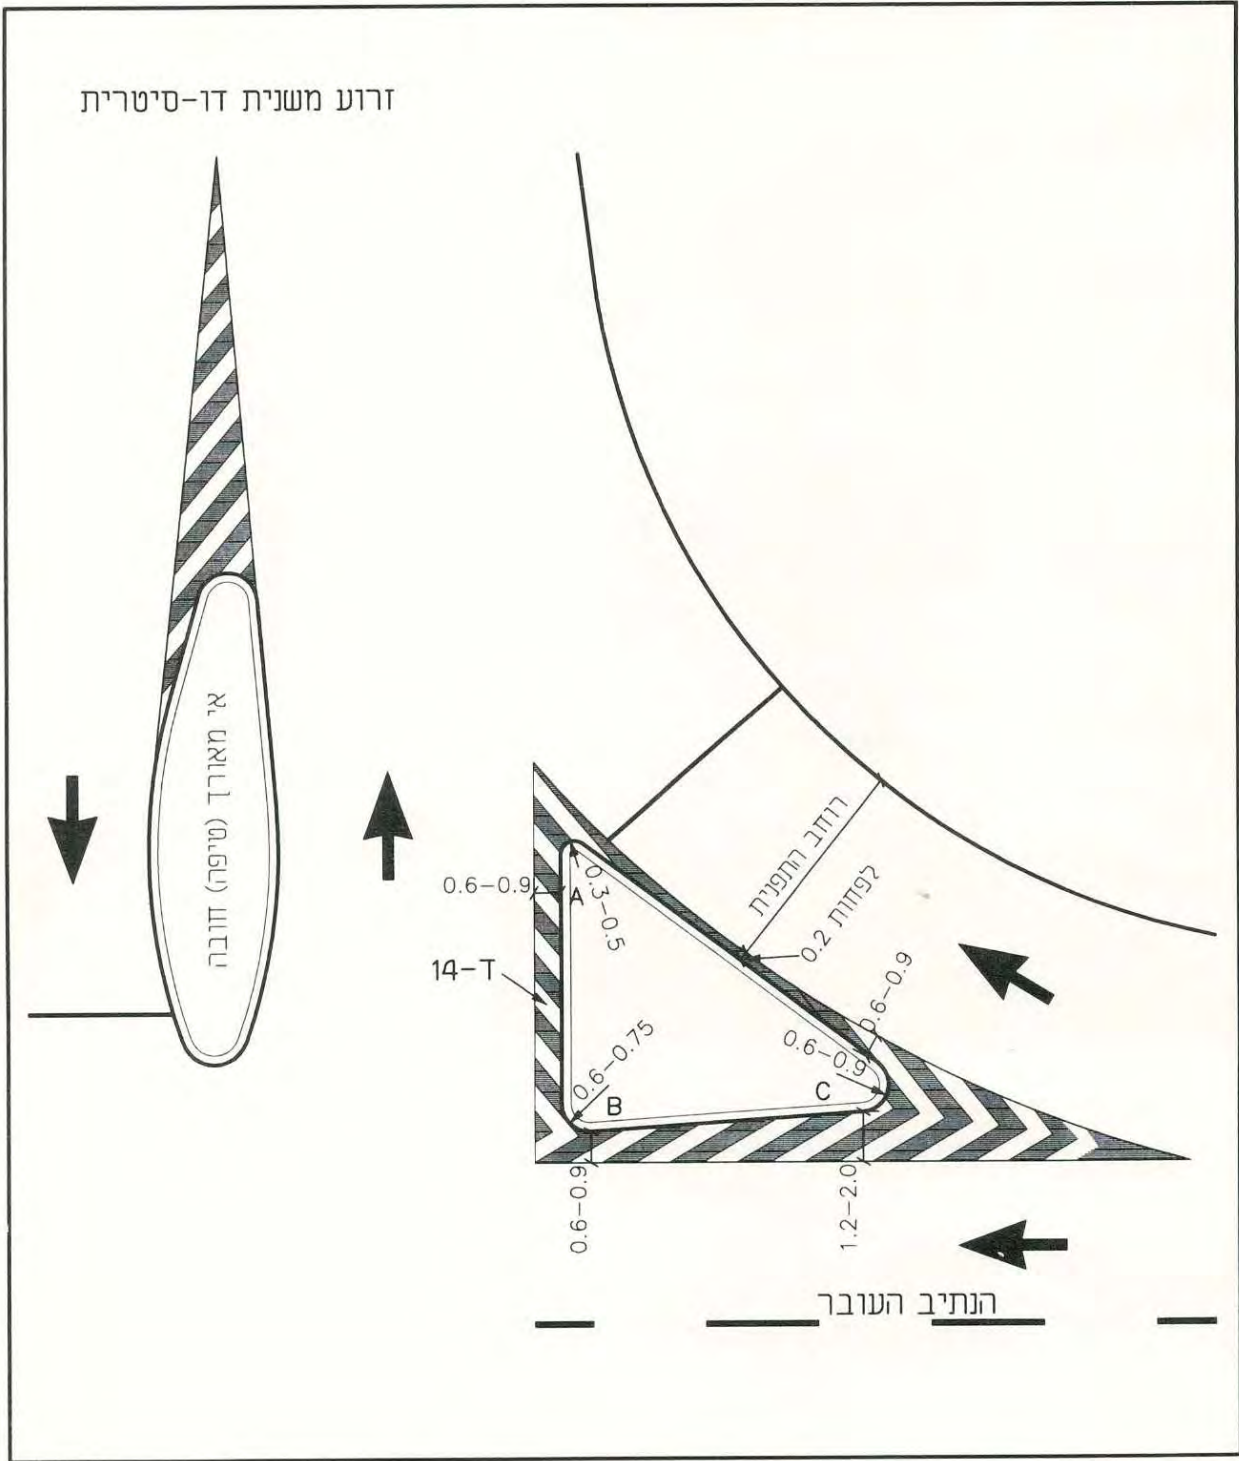 זרוע משנית דו-סיטרית
אי מאורך (טיפה) חובה
רוחב התפנית
לפחות 0.2
0.6-0.9
A
0.3-0.5
14-ד
0.6-0.9
0.6-0.75
0.6-0.9
B
C
0.6-0.9
1.2-2.0
הנתיב העובר